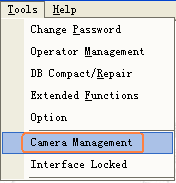 Tools Help
Change Password
Operator Management
DB Compact/Repair
Extended Functions
Option
Camera Management
Interface Locked